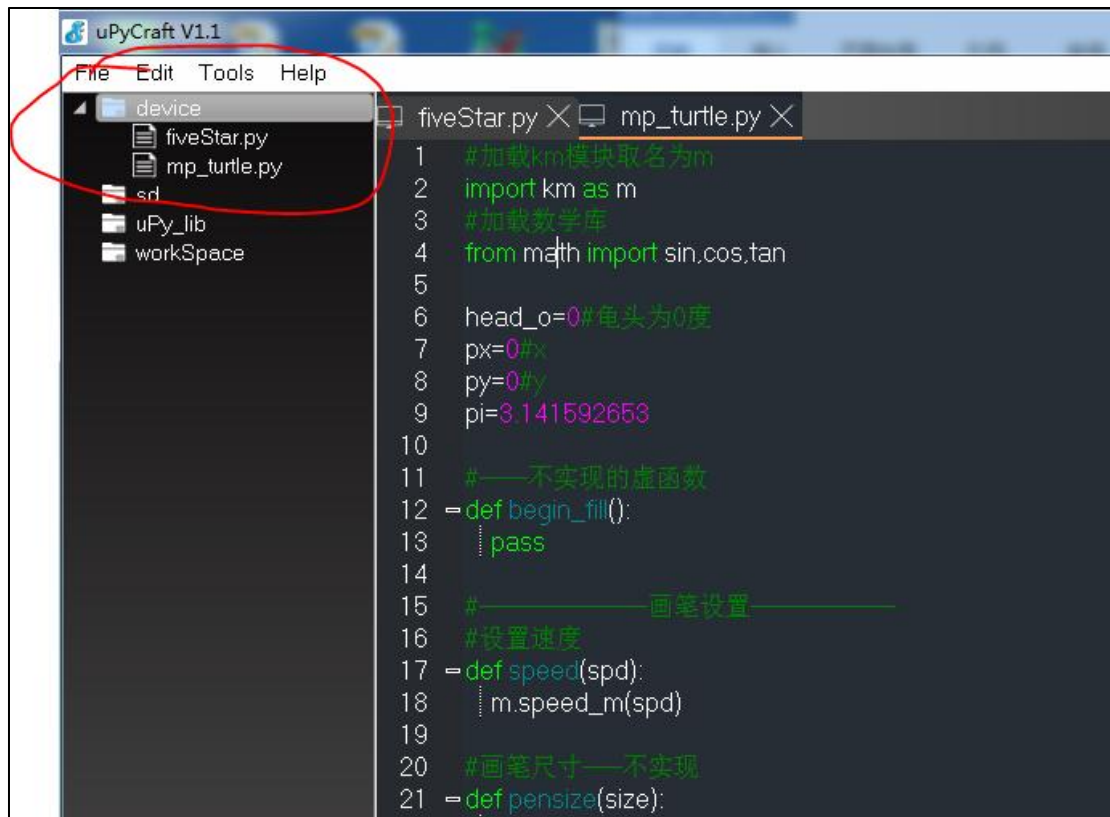 uPyCraft V1.1
File Edit Tools Help
device
fiveStar.py
mp_turtle.py
sd
uPy_lib
workSpace
fiveStar.py mp_turtle.py
1 #加载km模块取名为m
2 import km as m
3 #加载数学库
4 from math import sin,cos,tan
5
6 head_o=0#龟头为0度
7 px=0#x
8 py=0#y
9 pi=3.141592653
10
11 #——不实现的虚函数
12 def begin_fill():
13 pass
14
15 #——————画笔设置——————
16 #设置速度
17 def speed(spd):
18 m.speed_m(spd)
19
20 #画笔尺寸——不实现
21 def pensize(size):